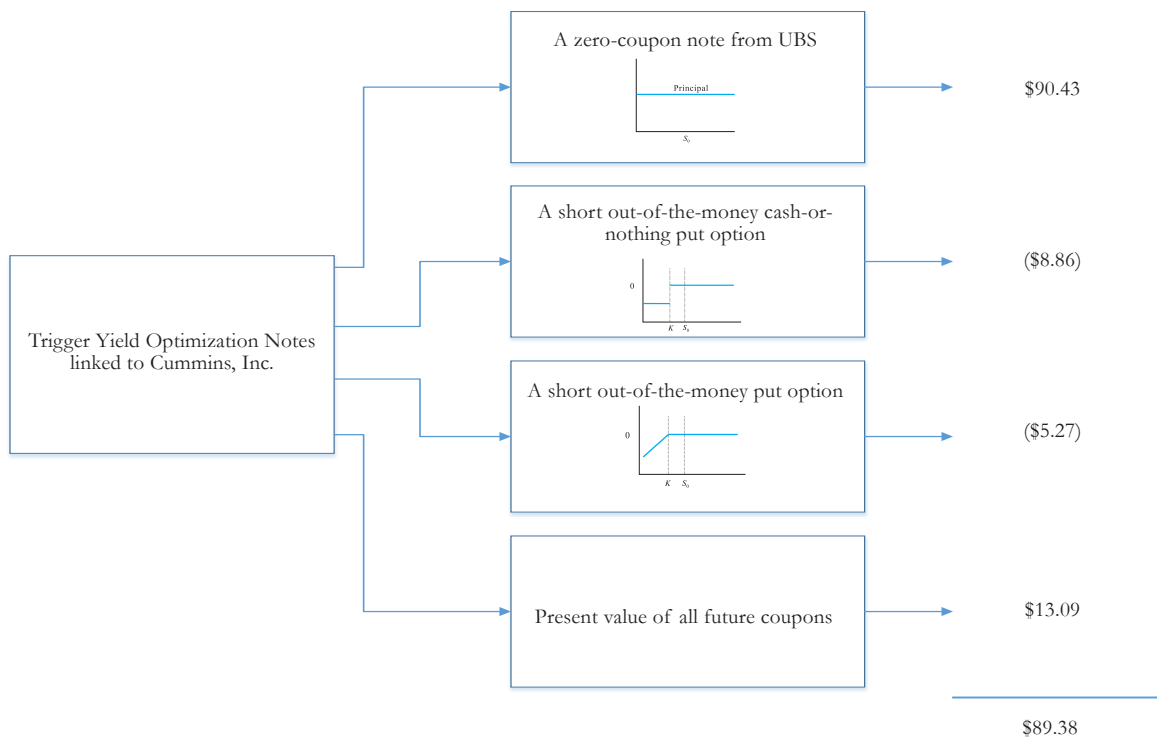 A zero-coupon note from UBS
Principal
S₀
$90.43
A short out-of-the-money cash-or-
nothing put option
0
K
S₀
($8.86)
Trigger Yield Optimization Notes
linked to Cummins, Inc.
A short out-of-the-money put option
0
K
S₀
($5.27)
Present value of all future coupons
$13.09
$89.38